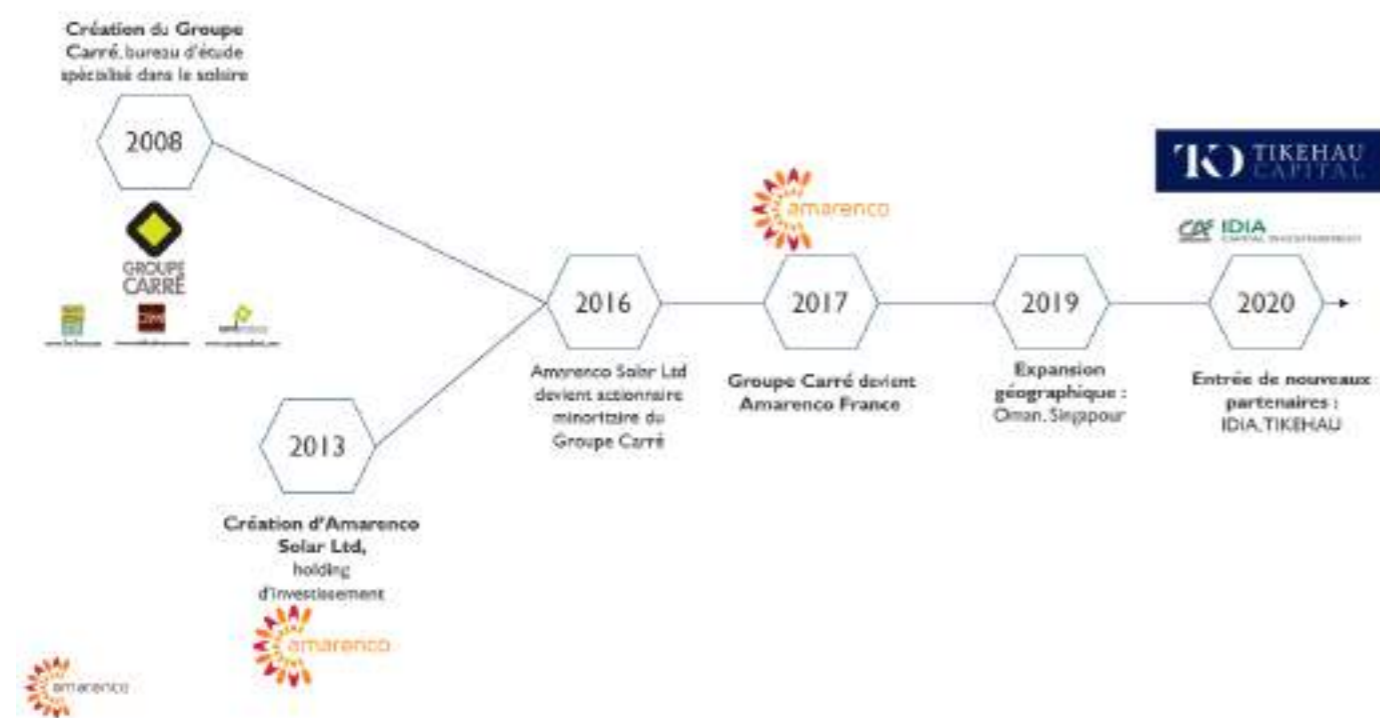 Création du Groupe
Carré, bureau d'étude
spécialisé dans le solaire
2008
GROUPE
CARRÉ
TIKEHAU
CAPITAL
IDIA
CAPITAL INVESTISSEMENT
amarenco
2016
2017
2019
2020
Amarenco Solar Ltd
devient actionnaire
minoritaire du
Groupe Carré
Groupe Carré devient
Amarenco France
Expansion
géographique :
Oman, Singapour
Entrée de nouveaux
partenaires :
IDIA, TIKEHAU
2013
Création d'Amarenco
Solar Ltd,
holding
d'investissement
amarenco
amarenco